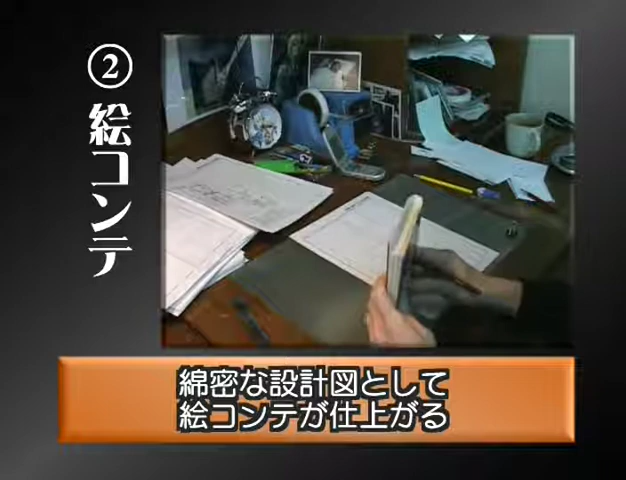 ② 絵コンテ
綿密な設計図として
絵コンテが仕上がる